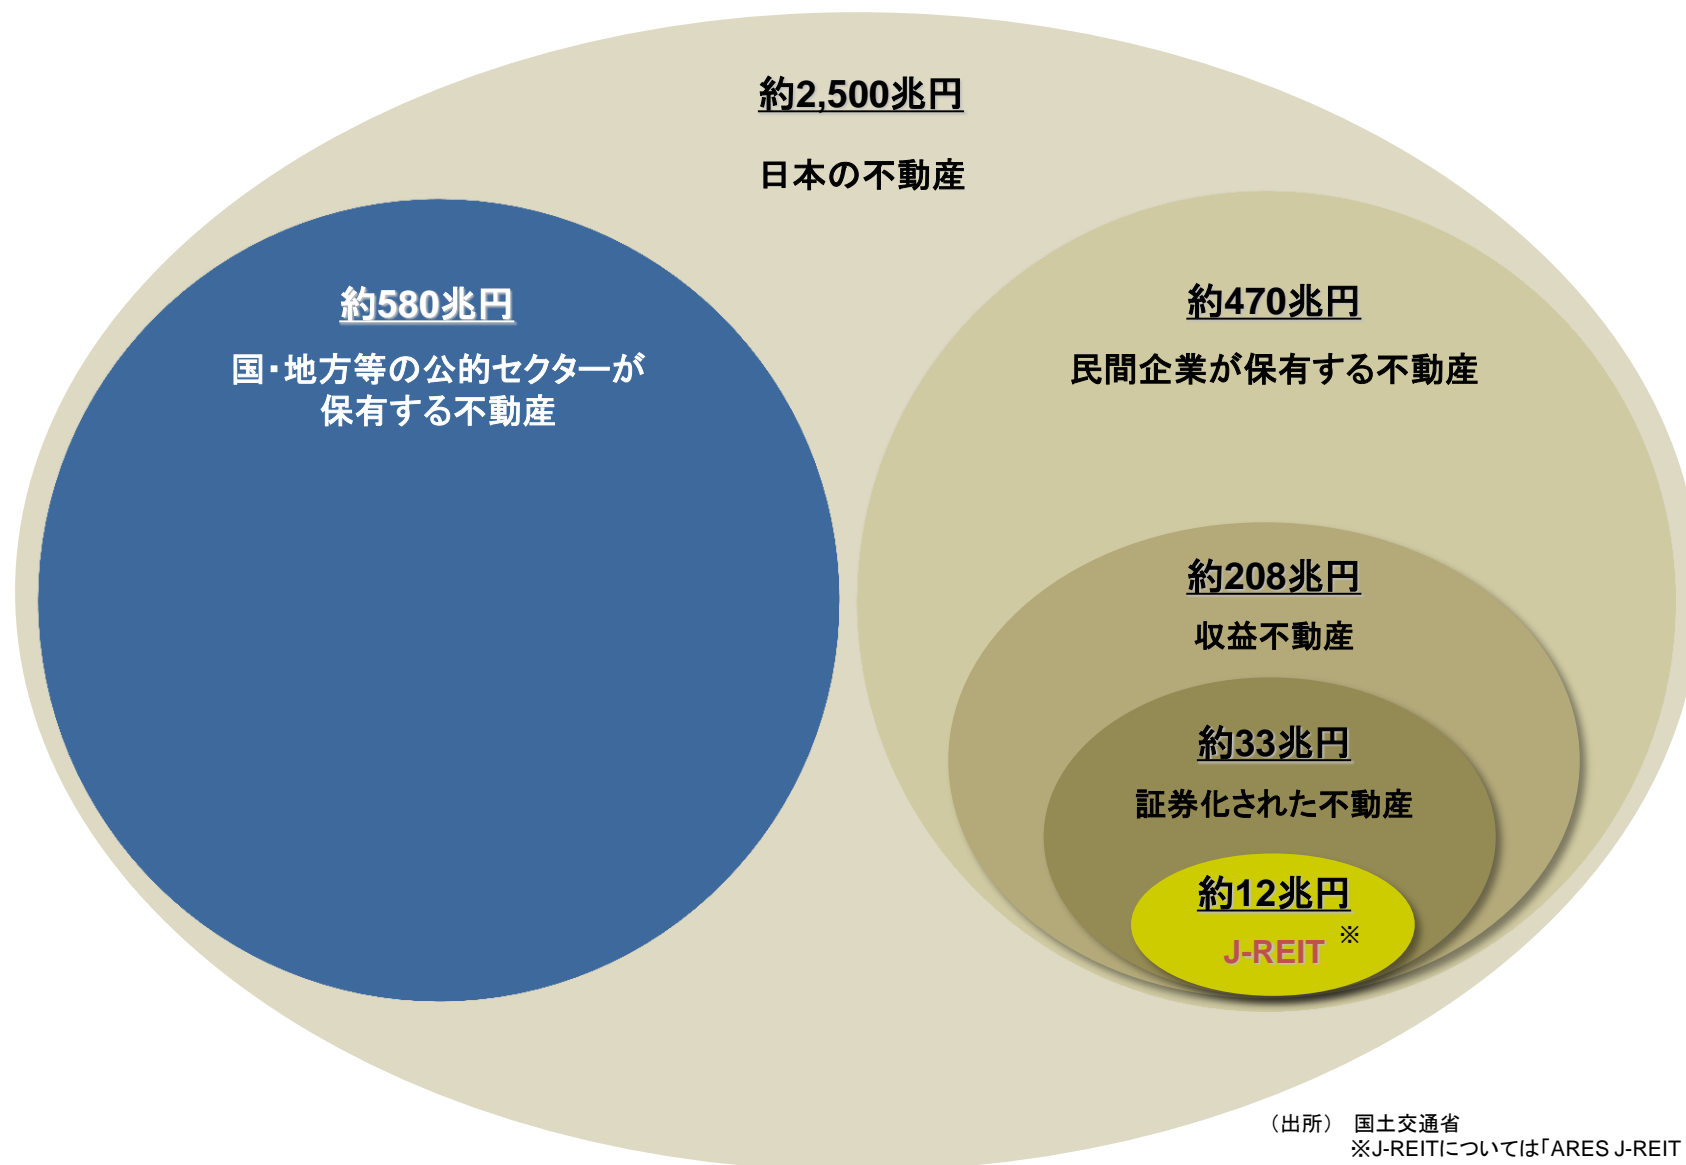 約2,500兆円
日本の不動産
約580兆円
国・地方等の公的セクターが
保有する不動産
約470兆円
民間企業が保有する不動産
約208兆円
収益不動産
約33兆円
証券化された不動産
約12兆円
J-REIT ※
（出所） 国土交通省
※J-REITについては「ARES J-REIT